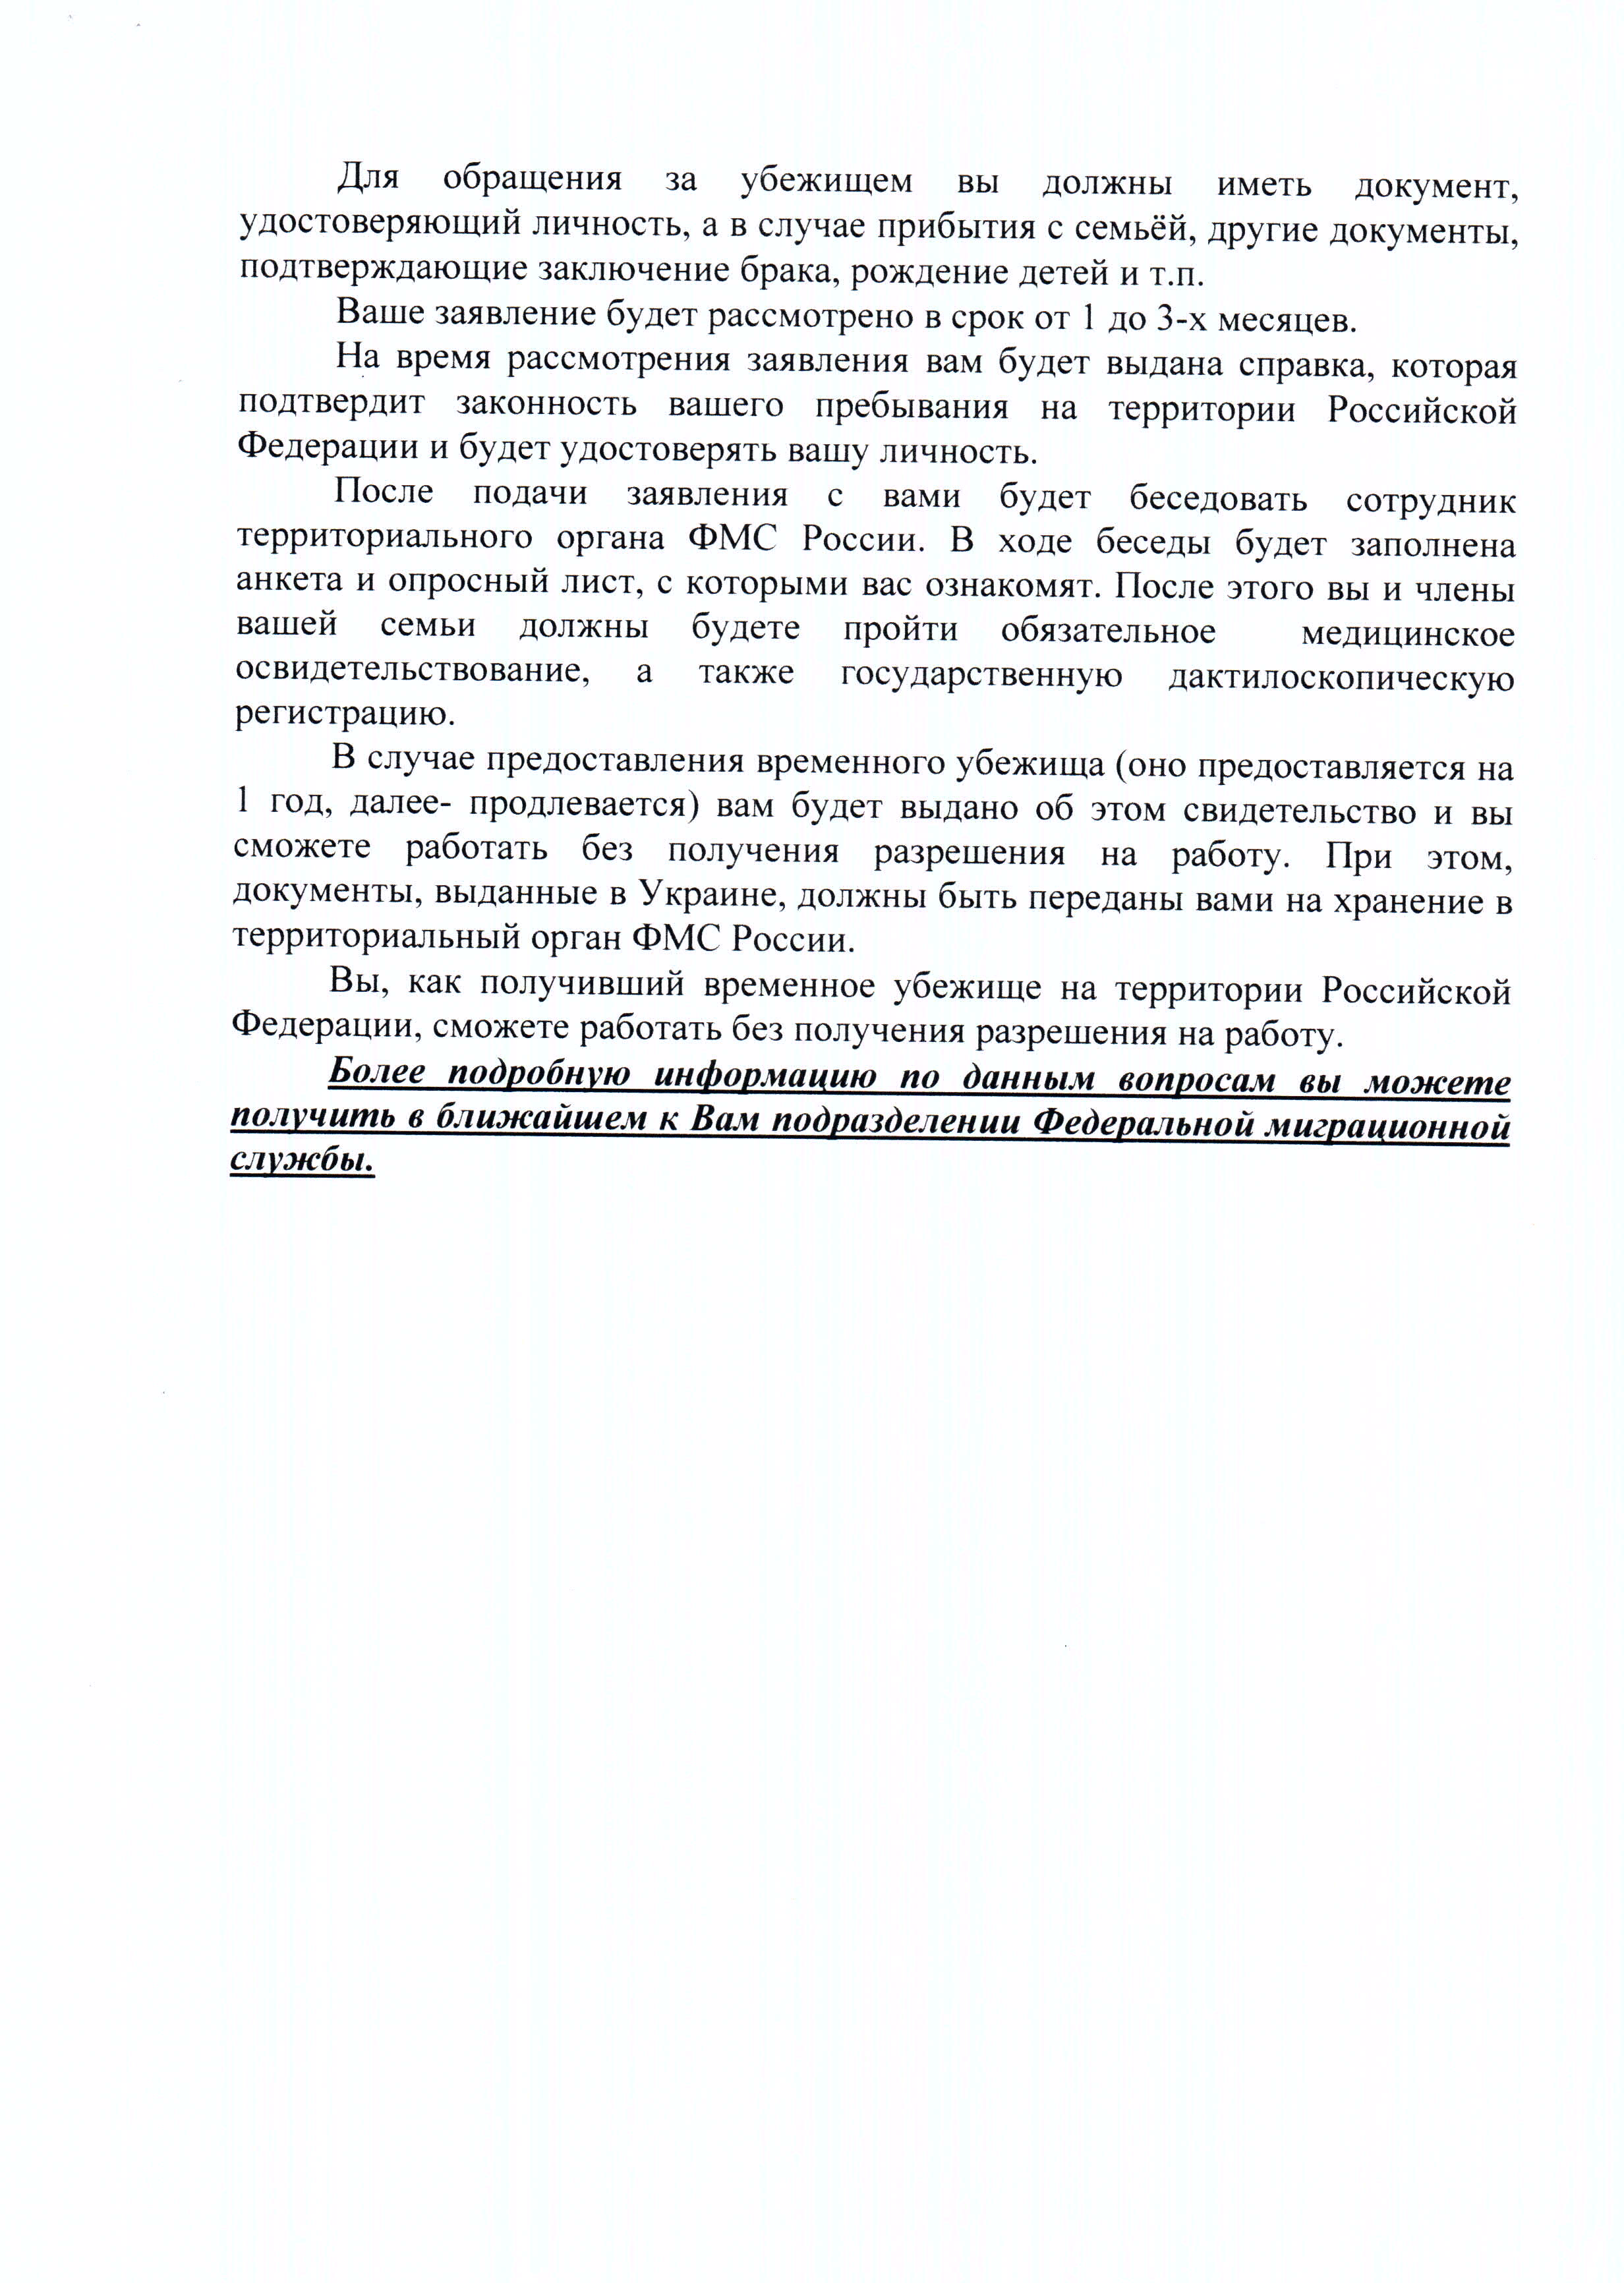 Для обращения за убежищем вы должны иметь документ,
удостоверяющий личность, а в случае прибытия с семьёй, другие документы,
подтверждающие заключение брака, рождение детей и т.п.
Ваше заявление будет рассмотрено в срок от 1 до 3-х месяцев.
На время рассмотрения заявления вам будет выдана справка, которая
подтвердит законность вашего пребывания на территории Российской
Федерации и будет удостоверять вашу личность.
После подачи заявления с вами будет беседовать сотрудник
территориального органа ФМС России. В ходе беседы будет заполнена
анкета и опросный лист, с которыми вас ознакомят. После этого вы и члены
вашей семьи должны будете пройти обязательное медицинское
освидетельствование, а также государственную дактилоскопическую
регистрацию.
В случае предоставления временного убежища (оно предоставляется на
1 год, далее- продлевается) вам будет выдано об этом свидетельство и вы
сможете работать без получения разрешения на работу. При этом,
документы, выданные в Украине, должны быть переданы вами на хранение в
территориальный орган ФМС России.
Вы, как получивший временное убежище на территории Российской
Федерации, сможете работать без получения разрешения на работу.
Более подробную информацию по данным вопросам вы можете
получить в ближайшем к Вам подразделении Федеральной миграционной
службы.